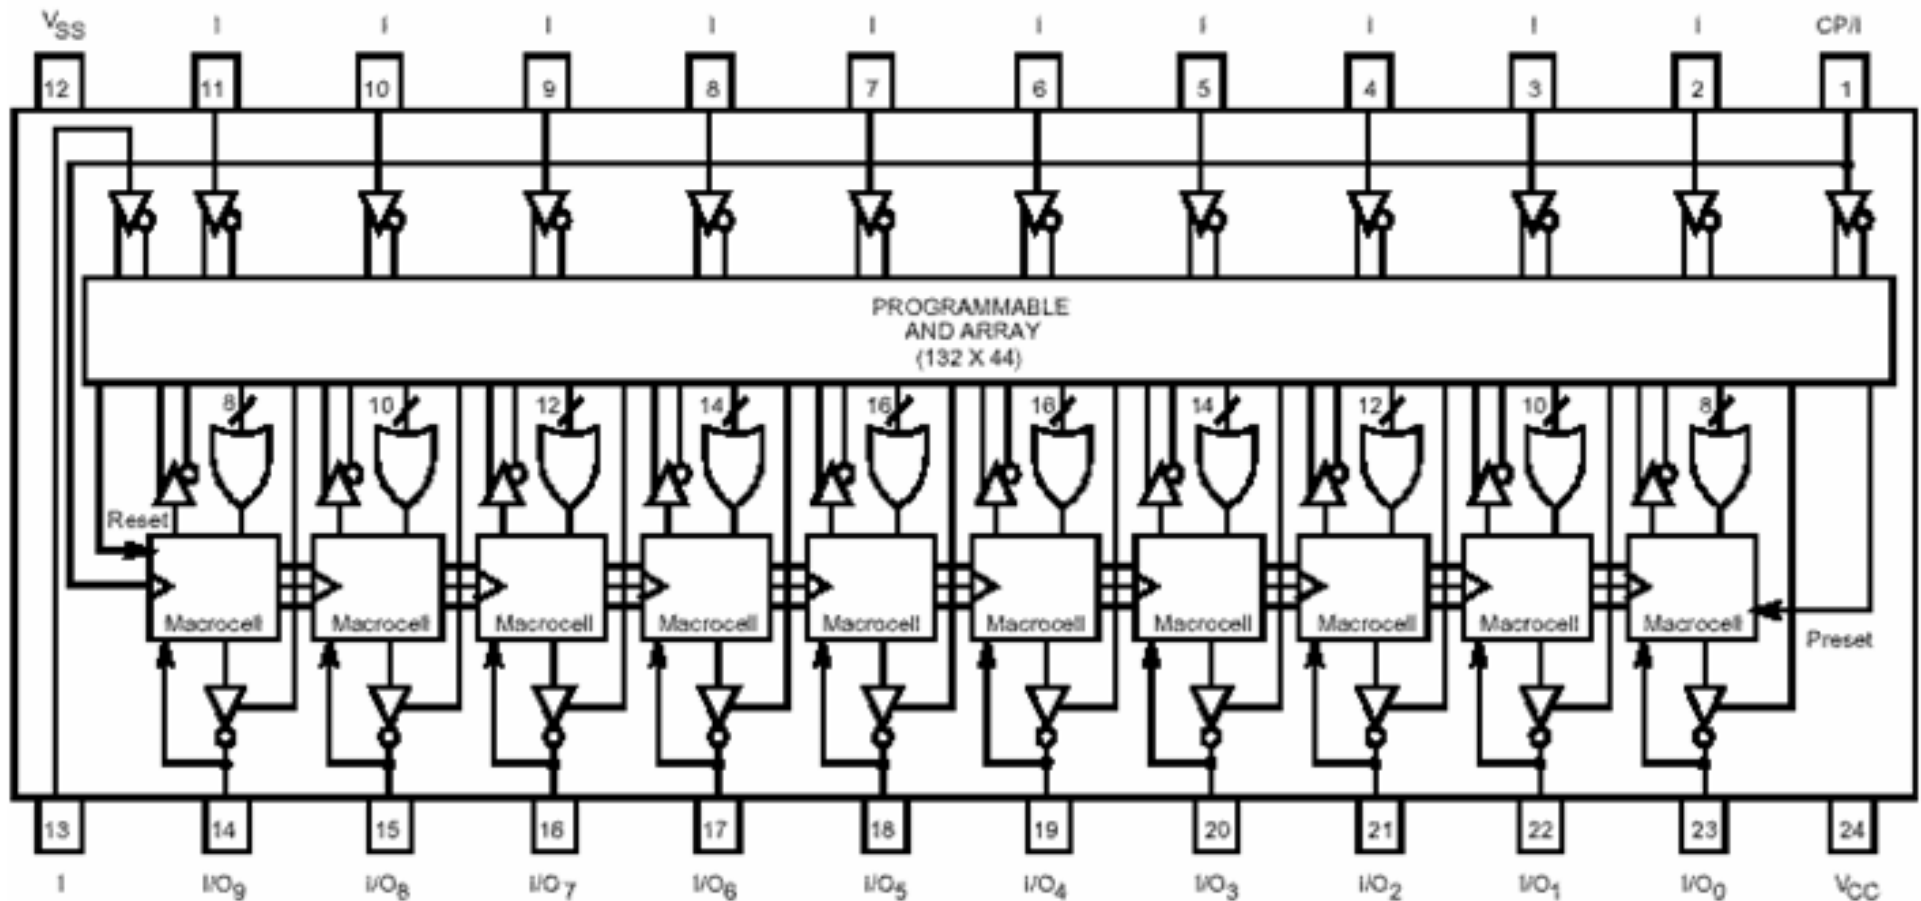 V_SS I I I I I I I I I I CP/I
12 11 10 9 8 7 6 5 4 3 2 1
PROGRAMMABLE
AND ARRAY
(132 X 44)
8 10 12 14 16 16 14 12 10 8
Reset
Macrocell Macrocell Macrocell Macrocell Macrocell Macrocell Macrocell Macrocell Macrocell Macrocell
Preset
13 14 15 16 17 18 19 20 21 22 23 24
I I/O9 I/O8 I/O7 I/O6 I/O5 I/O4 I/O3 I/O2 I/O1 I/O0 VCC